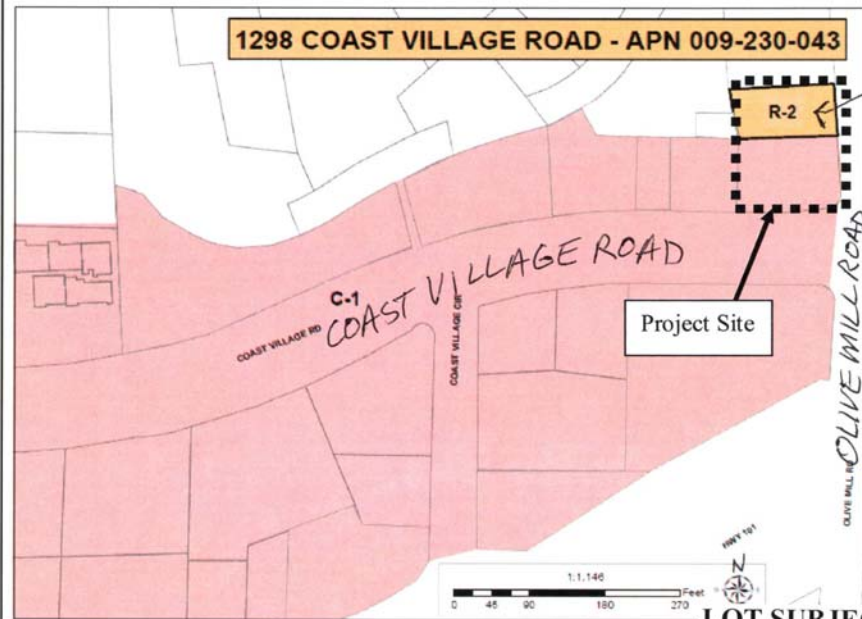 1298 COAST VILLAGE ROAD - APN 009-230-043
R-2
COAST VILLAGE ROAD
C-1
COAST VILLAGE RD
COAST VILLAGE CIR
Project Site
OLIVE MILL ROAD
OLIVE MILL RD
HWY 101
N
1:1,146
Feet
0 45 90 180 270
LOT SUBJE